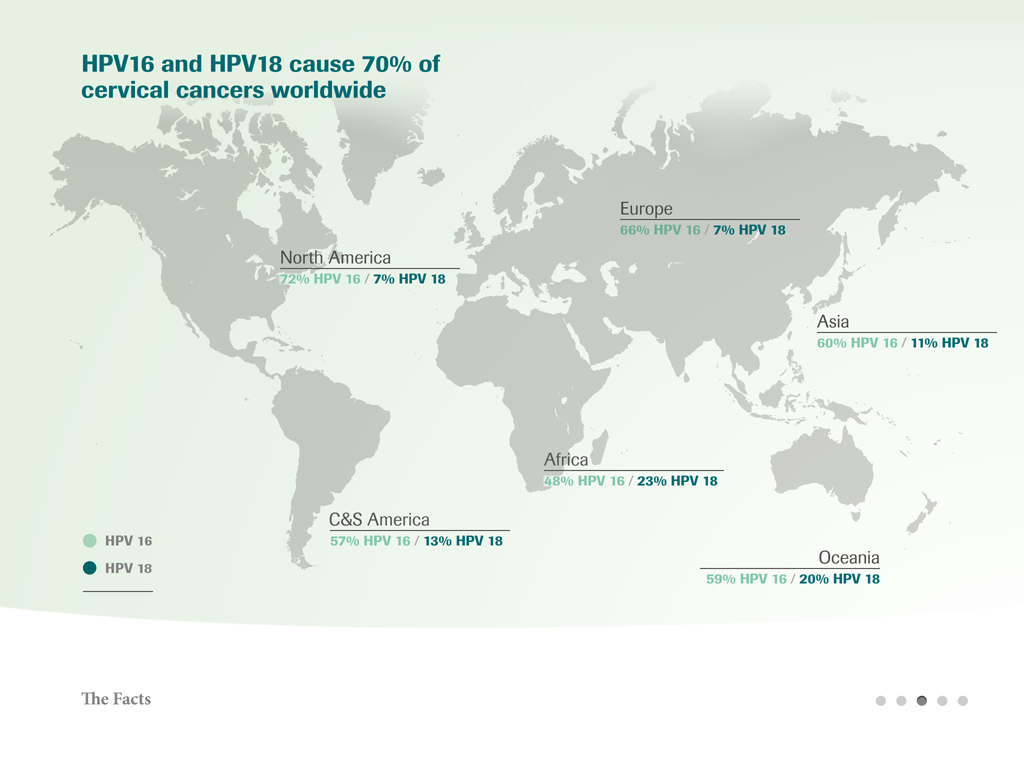 HPV16 and HPV18 cause 70% of
cervical cancers worldwide
Europe
66% HPV 16 / 7% HPV 18
North America
72% HPV 16 / 7% HPV 18
Asia
60% HPV 16 / 11% HPV 18
Africa
48% HPV 16 / 23% HPV 18
C&S America
57% HPV 16 / 13% HPV 18
HPV 16
HPV 18
Oceania
59% HPV 16 / 20% HPV 18
The Facts